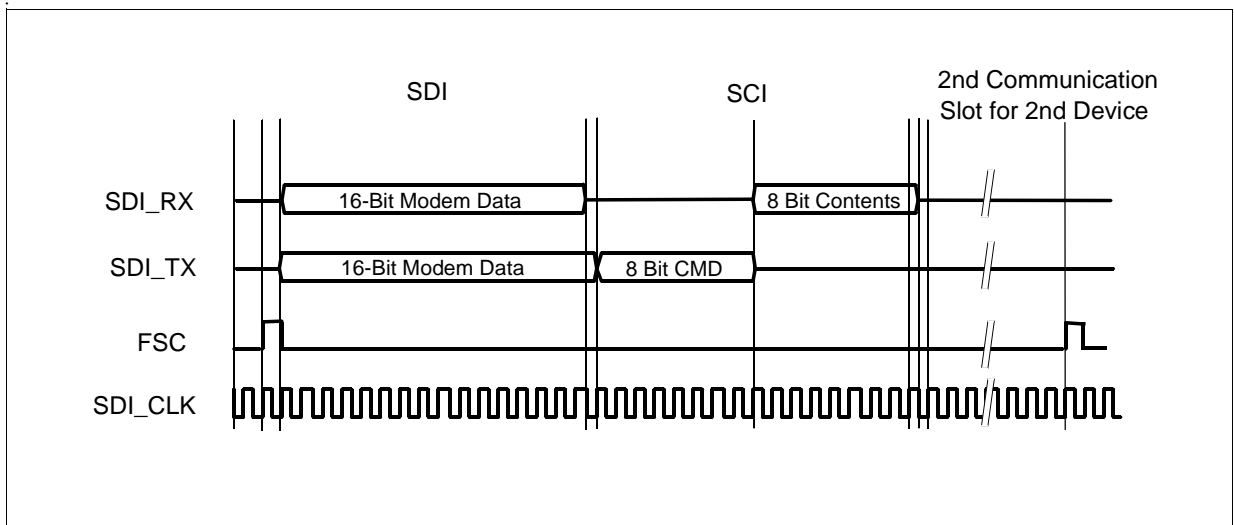 SDI
SCI
2nd Communication
Slot for 2nd Device
SDI_RX
16-Bit Modem Data
8 Bit Contents
SDI_TX
16-Bit Modem Data
8 Bit CMD
FSC
SDI_CLK